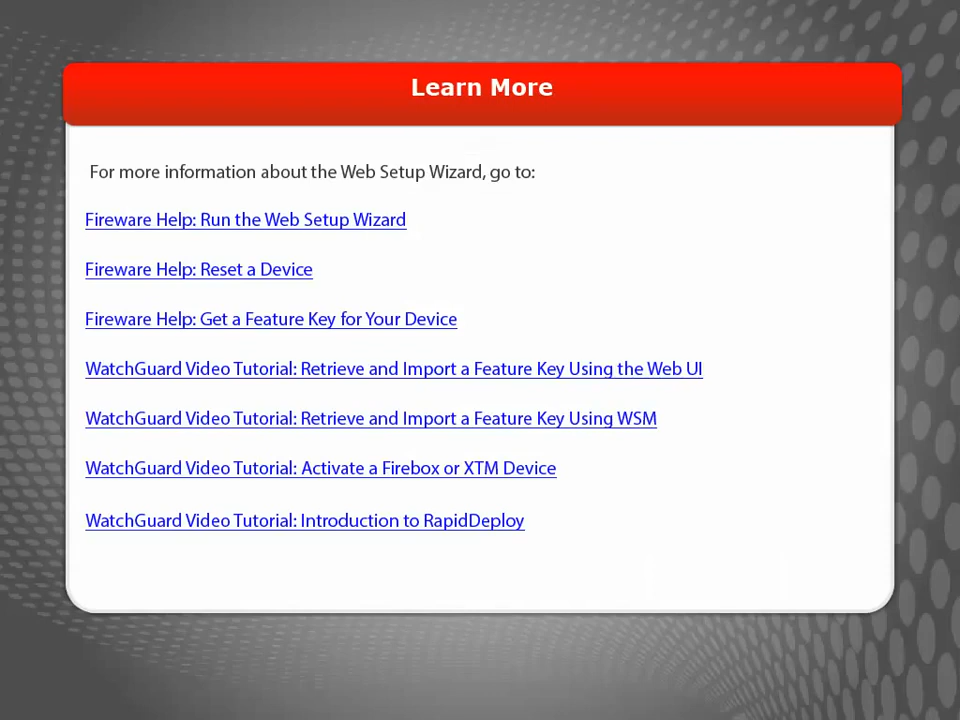 Learn More
For more information about the Web Setup Wizard, go to:
Fireware Help: Run the Web Setup Wizard
Fireware Help: Reset a Device
Fireware Help: Get a Feature Key for Your Device
WatchGuard Video Tutorial: Retrieve and Import a Feature Key Using the Web UI
WatchGuard Video Tutorial: Retrieve and Import a Feature Key Using WSM
WatchGuard Video Tutorial: Activate a Firebox or XTM Device
WatchGuard Video Tutorial: Introduction to RapidDeploy